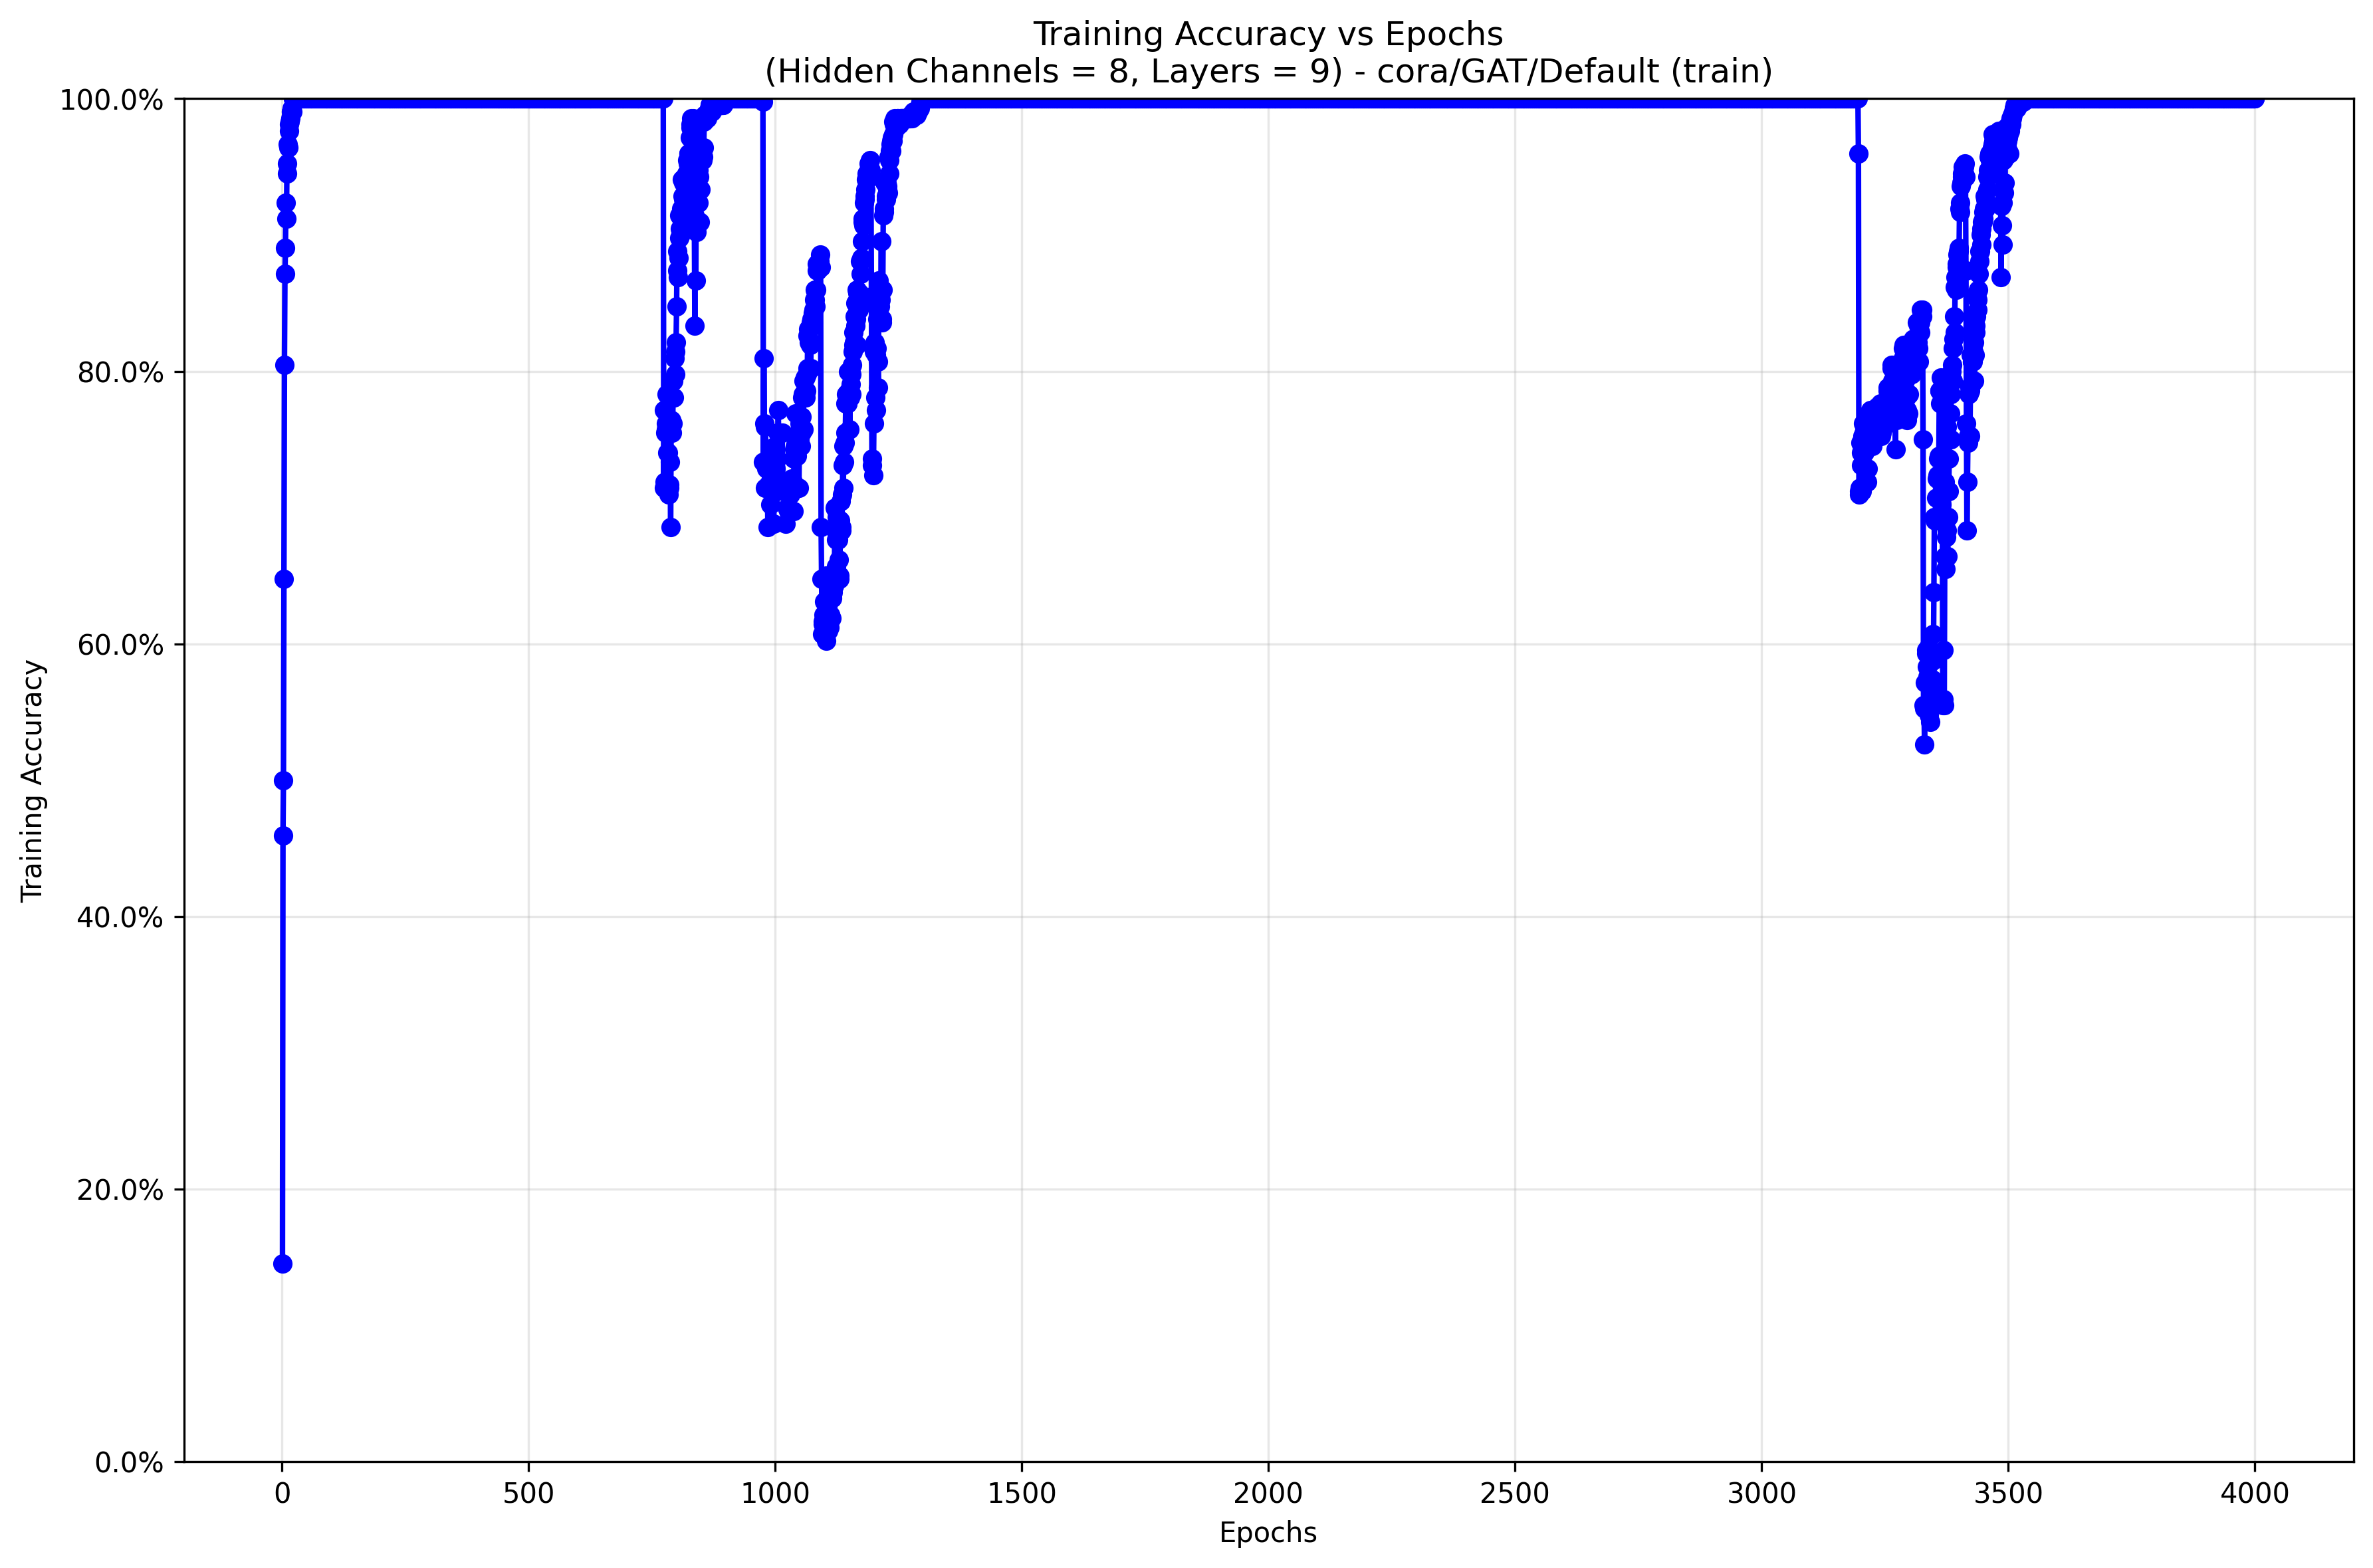 Training Accuracy vs Epochs
(Hidden Channels = 8, Layers = 9) - cora/GAT/Default (train)
100.0%
80.0%
60.0%
40.0%
20.0%
0.0%
Training Accuracy
0 500 1000 1500 2000 2500 3000 3500 4000
Epochs